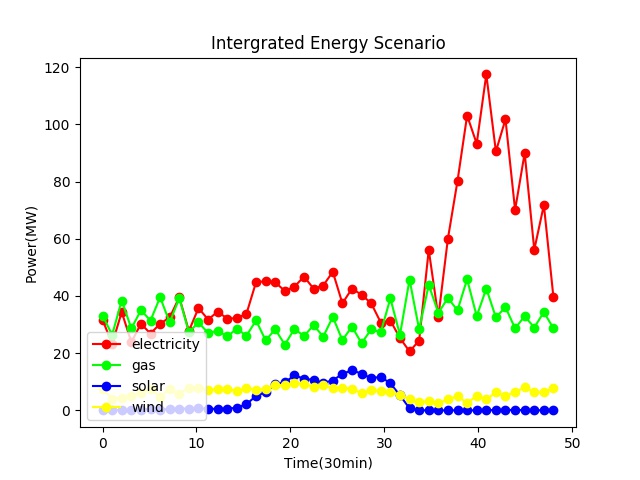 Intergrated Energy Scenario
Power(MW)
120
100
80
60
40
20
0
electricity
gas
solar
wind
0 10 20 30 40 50
Time(30min)